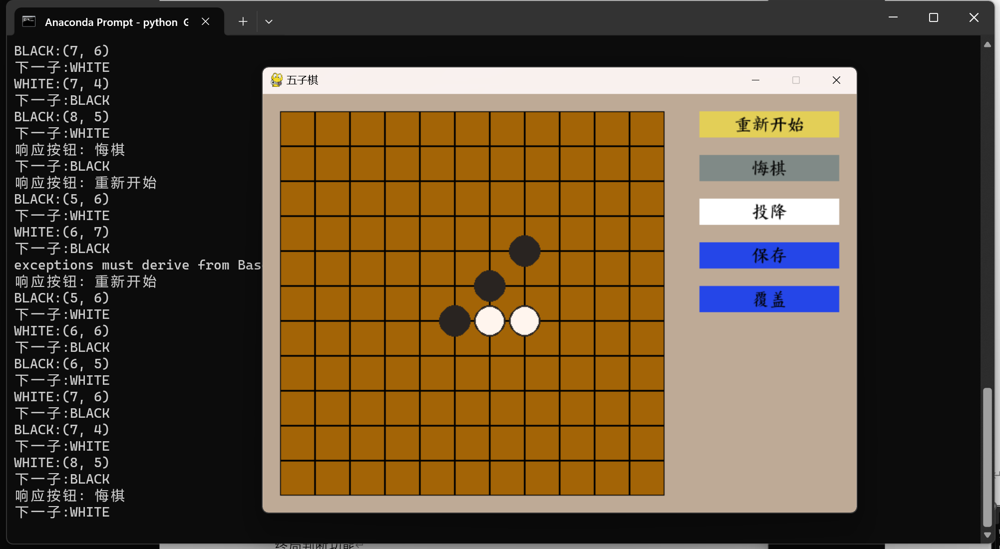 Anaconda Prompt - python G
BLACK:(7, 6)
下一子:WHITE
WHITE:(7, 4)
下一子:BLACK
BLACK:(8, 5)
下一子:WHITE
响应按钮: 悔棋
下一子:BLACK
响应按钮: 重新开始
BLACK:(5, 6)
下一子:WHITE
WHITE:(6, 7)
下一子:BLACK
exceptions must derive from Bas
响应按钮: 重新开始
BLACK:(5, 6)
下一子:WHITE
WHITE:(6, 6)
下一子:BLACK
BLACK:(6, 5)
下一子:WHITE
WHITE:(7, 6)
下一子:BLACK
BLACK:(7, 4)
下一子:WHITE
WHITE:(8, 5)
下一子:BLACK
响应按钮: 悔棋
下一子:WHITE
五子棋
重新开始
悔棋
投降
保存
覆盖
终局判断功能